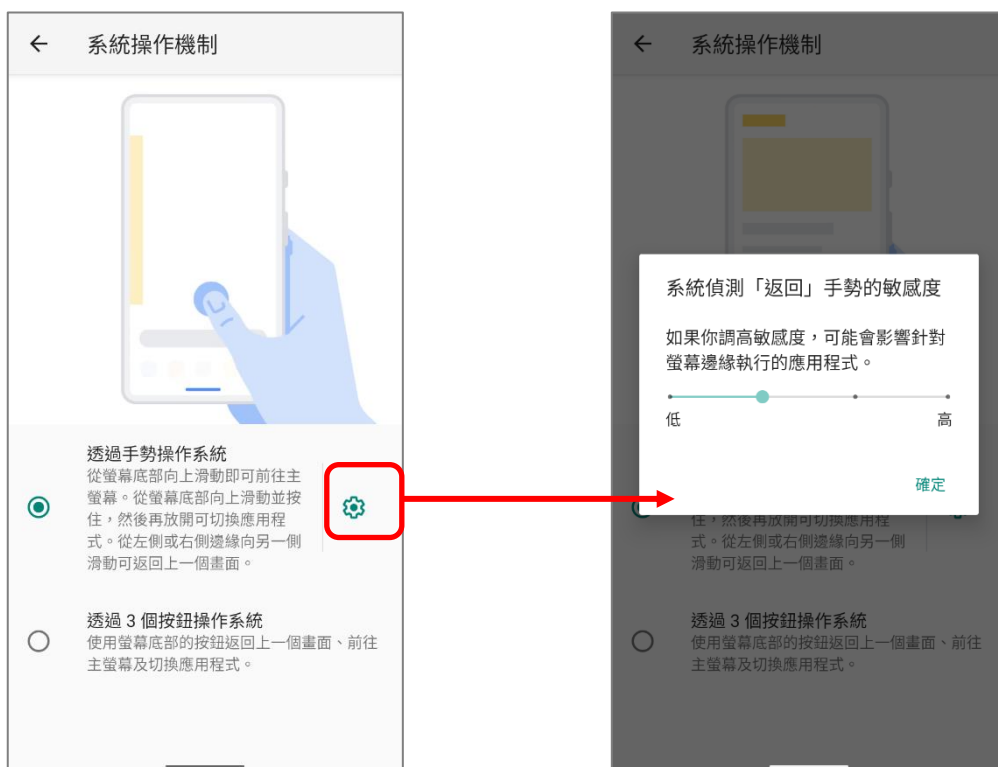 系統操作機制
透過手勢操作系統
從螢幕底部向上滑動即可前往主
螢幕。從螢幕底部向上滑動並按
住，然後再放開可切換應用程
式。從左側或右側邊緣向另一側
滑動可返回上一個畫面。
透過 3 個按鈕操作系統
使用螢幕底部的按鈕返回上一個畫面、前往
主螢幕及切換應用程式。
系統操作機制
系統偵測「返回」手勢的敏感度
如果你調高敏感度，可能會影響針對
螢幕邊緣執行的應用程式。
低
高
確定
住，然後再放開可切換應用程
式。從左側或右側邊緣向另一側
滑動可返回上一個畫面。
透過 3 個按鈕操作系統
使用螢幕底部的按鈕返回上一個畫面、前往
主螢幕及切換應用程式。